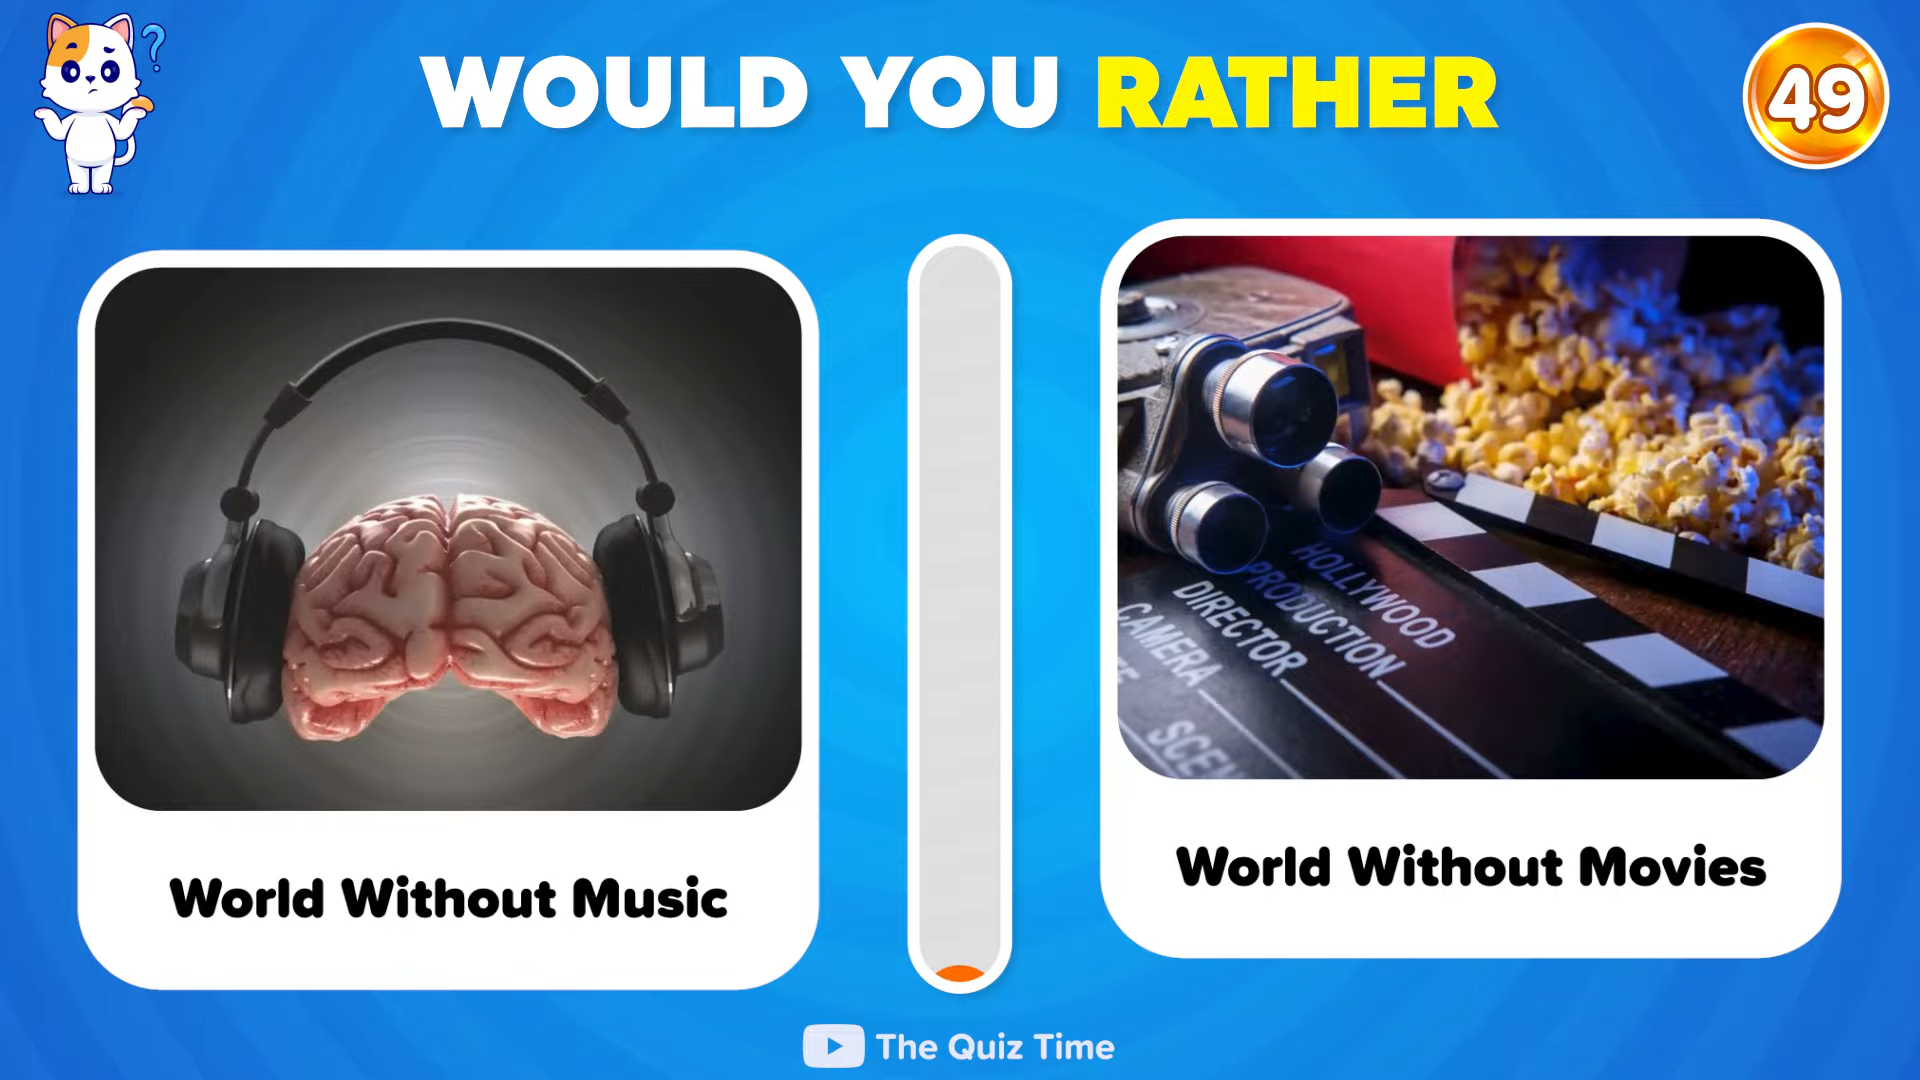 WOULD YOU RATHER
49
HOLLYWOOD
PRODUCTION
DIRECTOR
CAMERA
World Without Music
World Without Movies
The Quiz Time